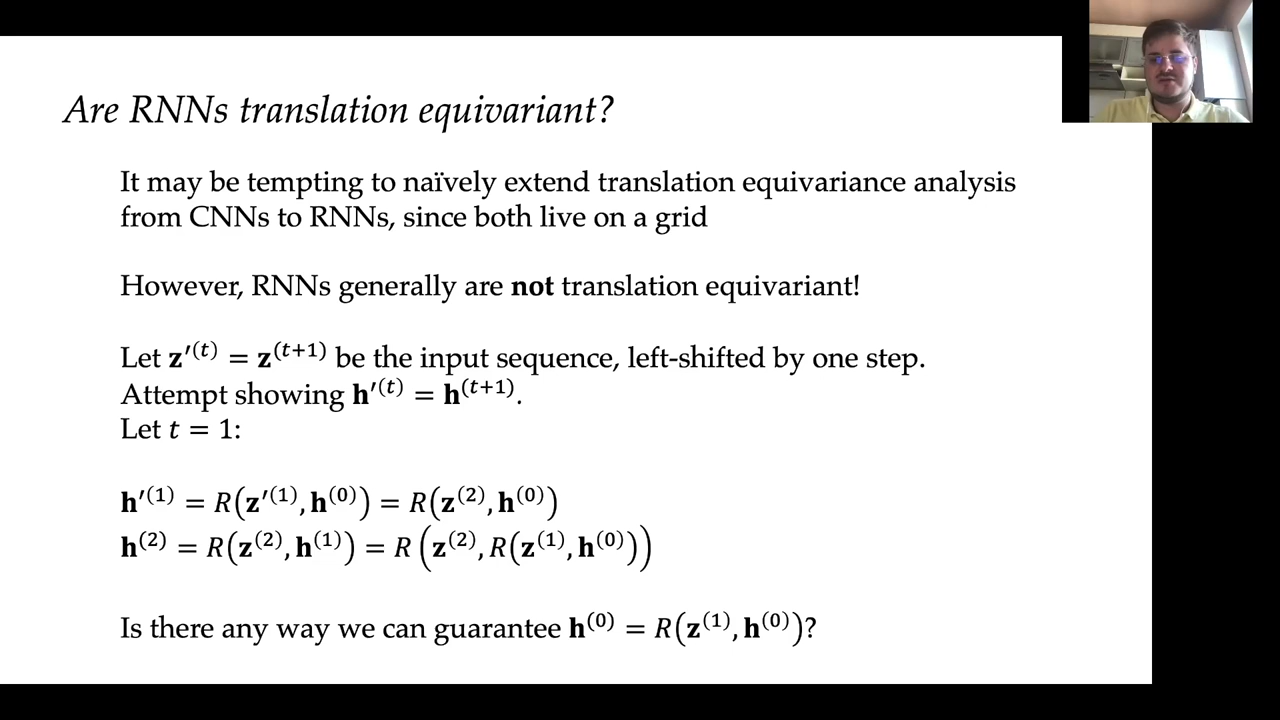 Are RNNs translation equivariant?
It may be tempting to naïvely extend translation equivariance analysis
from CNNs to RNNs, since both live on a grid
However, RNNs generally are not translation equivariant!
Let z′⁽ᵗ⁾ = z⁽ᵗ⁺¹⁾ be the input sequence, left-shifted by one step.
Attempt showing h′⁽ᵗ⁾ = h⁽ᵗ⁺¹⁾.
Let t = 1:
h′⁽¹⁾ = R(z′⁽¹⁾, h⁽⁰⁾) = R(z⁽²⁾, h⁽⁰⁾)
h⁽²⁾ = R(z⁽²⁾, h⁽¹⁾) = R(z⁽²⁾, R(z⁽¹⁾, h⁽⁰⁾))
Is there any way we can guarantee h⁽⁰⁾ = R(z⁽¹⁾, h⁽⁰⁾)?